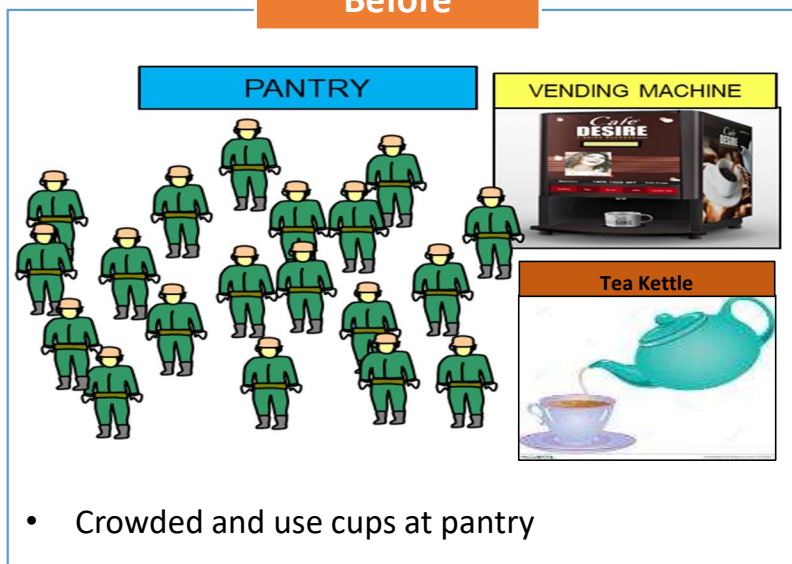 Before
PANTRY
VENDING MACHINE
Cafe
DESIRE
Tea Kettle
• Crowded and use cups at pantry